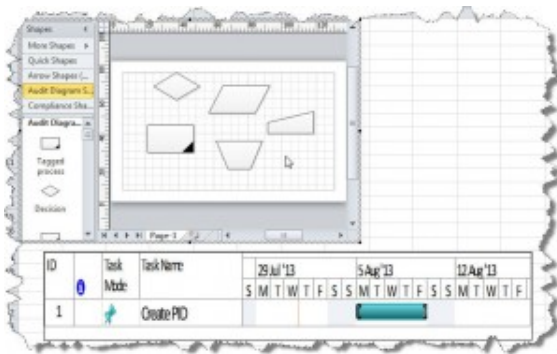 Shapes
More Shapes
Quick Shapes
Arrow Shapes (...
Audit Diagram S...
Compliance Sha...
Audit Diagra...
Tagged
process
Decision
Page-1
ID
Task
Mode
Task Name
29 Jul '13
5 Aug '13
12 Aug '13
S M T W T F S S M T W T F S S M T W T F
1
Create PID